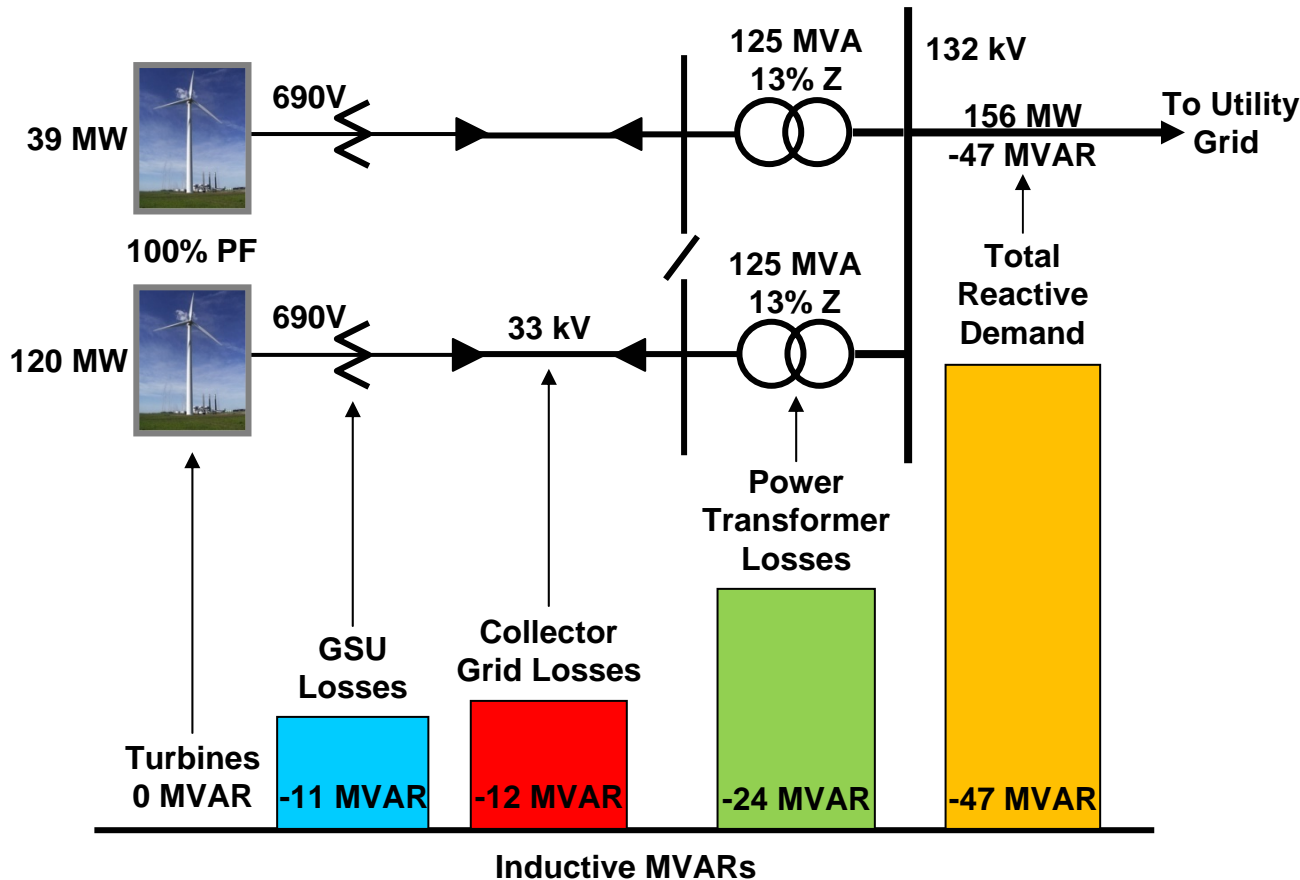 125 MVA
13% Z
132 kV
690V
39 MW
156 MW
-47 MVAR
To Utility
Grid
100% PF
125 MVA
13% Z
Total
Reactive
Demand
690V
33 kV
120 MW
Power
Transformer
Losses
Collector
Grid Losses
GSU
Losses
Turbines
0 MVAR
-11 MVAR
-12 MVAR
-24 MVAR
-47 MVAR
Inductive MVARs